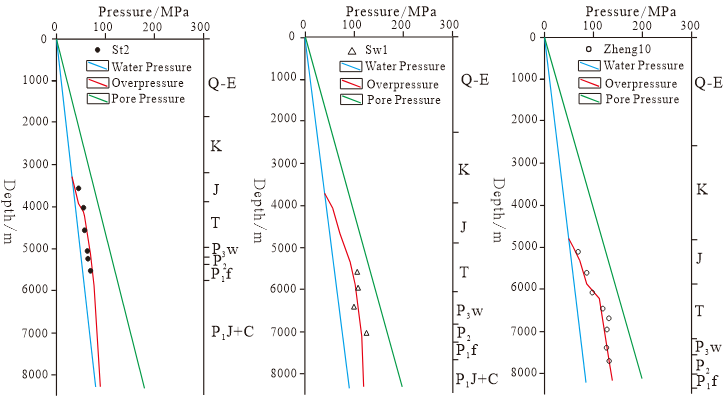 Pressure/MPa
0 100 200 300
0
1000
2000
3000
4000
5000
6000
7000
8000
Depth/m
St2
Water Pressure
Overpressure
Pore Pressure
Q-E
K
J
T
P3w
P2
P1f
P1J+C
Pressure/MPa
0 100 200 300
0
1000
2000
3000
4000
5000
6000
7000
8000
Depth/m
Sw1
Water Pressure
Overpressure
Pore Pressure
Q-E
K
J
T
P3w
P2
P1f
P1J+C
Pressure/MPa
0 100 200 300
0
1000
2000
3000
4000
5000
6000
7000
8000
Depth/m
Zheng10
Water Pressure
Overpressure
Pore Pressure
Q-E
K
J
T
P3w
P2
P1f